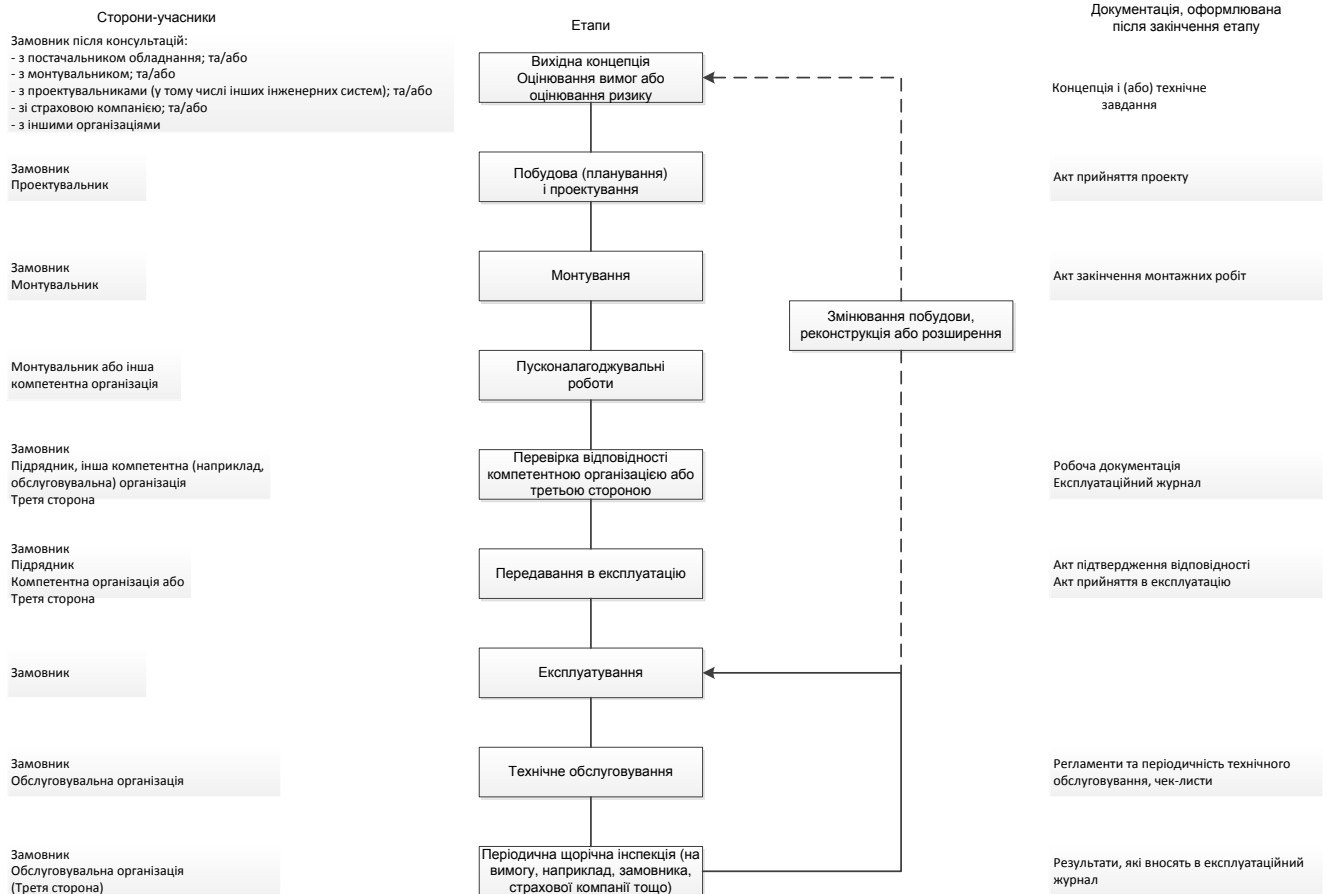 Сторони-учасники
Етапи
Документація, оформлювана
після закінчення етапу
Замовник після консультацій:
- з постачальником обладнання; та/або
- з монтувальником; та/або
- з проектувальниками (у тому числі інших інженерних систем); та/або
- зі страховою компанією; та/або
- з іншими організаціями
Вихідна концепція
Оцінювання вимог або
оцінювання ризику
Концепція і (або) технічне
завдання
Замовник
Проектувальник
Побудова (планування)
і проектування
Акт прийняття проекту
Замовник
Монтувальник
Монтування
Акт закінчення монтажних робіт
Змінювання побудови,
реконструкція або розширення
Монтувальник або інша
компетентна організація
Пусконалагоджувальні
роботи
Замовник
Підрядник, інша компетентна (наприклад,
обслуговувальна) організація
Третя сторона
Перевірка відповідності
компетентною організацією або
третьою стороною
Робоча документація
Експлуатаційний журнал
Замовник
Підрядник
Компетентна організація або
Третя сторона
Передавання в експлуатацію
Акт підтвердження відповідності
Акт прийняття в експлуатацію
Замовник
Експлуатування
Замовник
Обслуговувальна організація
Технічне обслуговування
Регламенти та періодичність технічного
обслуговування, чек-листи
Замовник
Обслуговувальна організація
(Третя сторона)
Періодична щорічна інспекція (на
вимогу, наприклад, замовника,
страхової компанії тощо)
Результати, які вносять в експлуатаційний
журнал